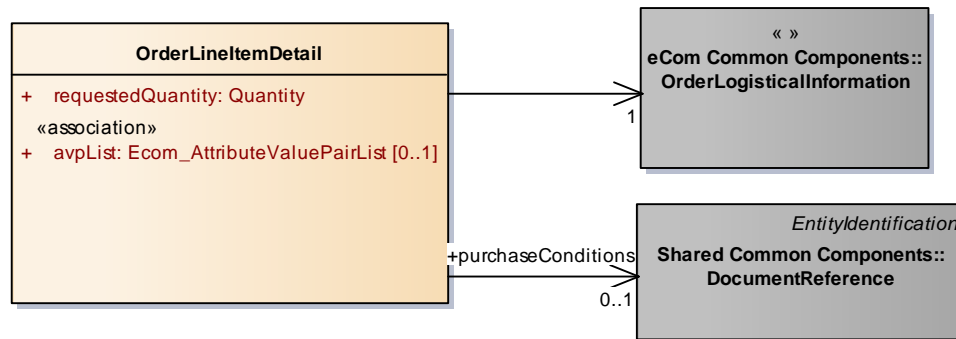 OrderLineItemDetail
+ requestedQuantity: Quantity
«association»
+ avpList: Ecom_AttributeValuePairList [0..1]
« »
eCom Common Components::
OrderLogisticalInformation
1
EntityIdentification
Shared Common Components::
DocumentReference
+purchaseConditions
0..1